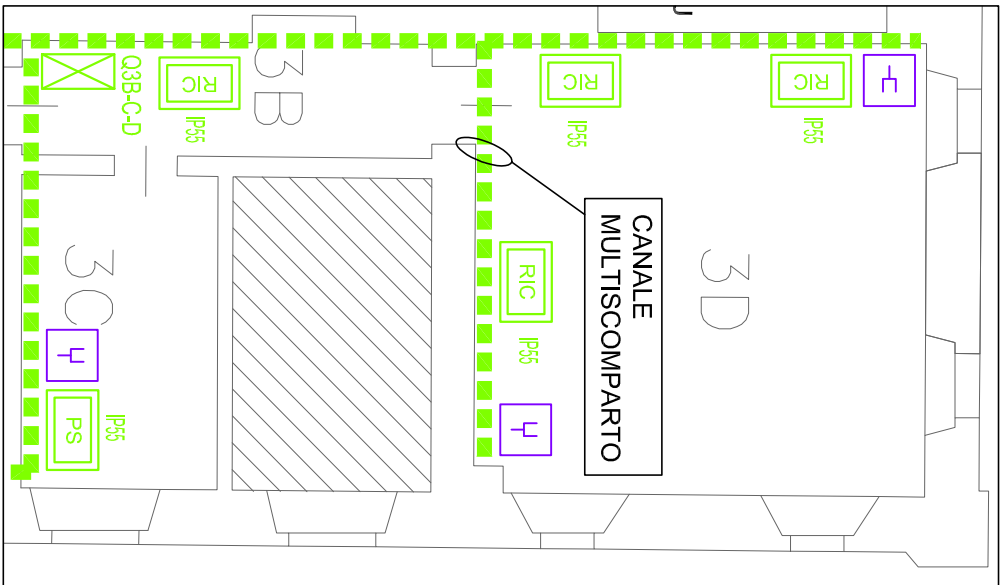 Q3B-C-D
RIC
IP55
3B
RIC
IP55
RIC
IP55
CANALE
MULTISCOMPARTO
3D
RIC
IP55
3C
PS
IP55